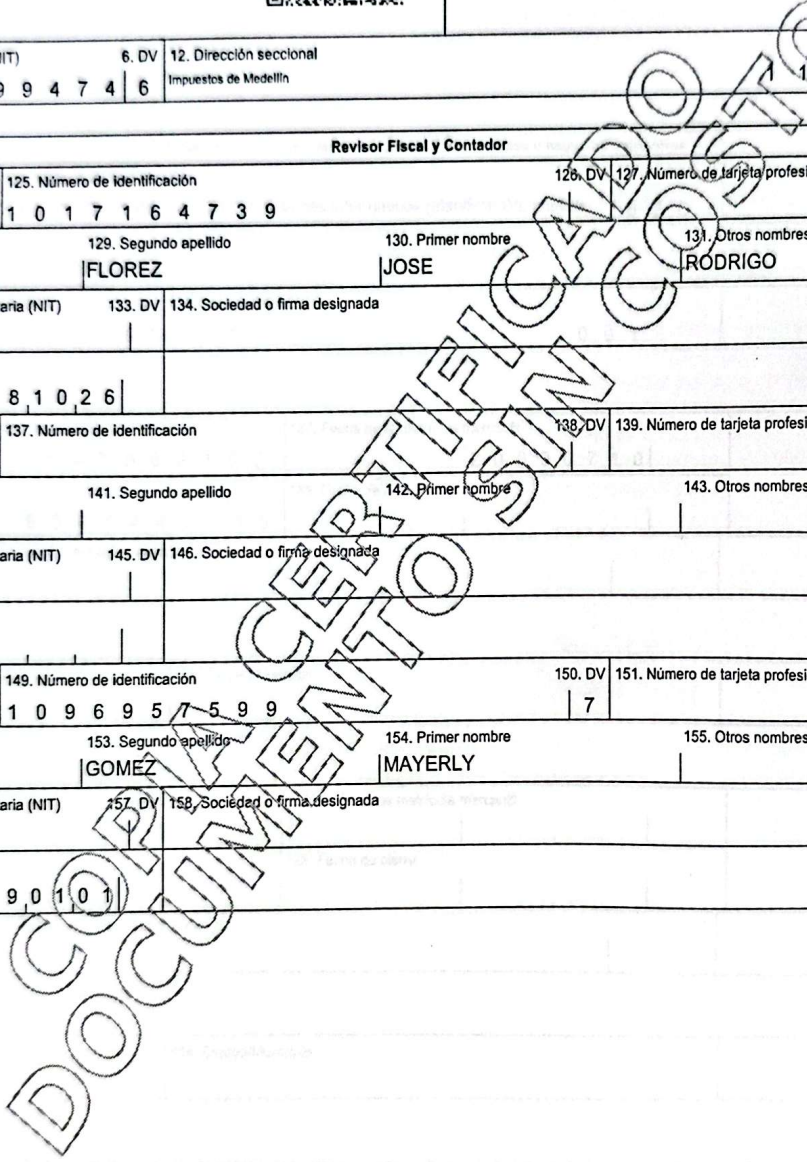 6. DV 12. Dirección seccional
9 9 4 7 4 6 Impuestos de Medellín
Revisor Fiscal y Contador
125. Número de identificación 126. DV 127. Número de tarjeta profesi
1 0 1 7 1 6 4 7 3 9
129. Segundo apellido 130. Primer nombre 131. Otros nombres
FLOREZ JOSE RODRIGO
aria (NIT) 133. DV 134. Sociedad o firma designada
8 1 0 2 6
137. Número de identificación 138. DV 139. Número de tarjeta profesi
141. Segundo apellido 142. Primer nombre 143. Otros nombres
aria (NIT) 145. DV 146. Sociedad o firma designada
149. Número de identificación 150. DV 151. Número de tarjeta profesi
1 0 9 6 9 5 7 5 9 9 7
153. Segundo apellido 154. Primer nombre 155. Otros nombres
GOMEZ MAYERLY
aria (NIT) 157. DV 158. Sociedad o firma designada
9 0 1 0 1
COPIA CERTIFICADO
DOCUMENTO SIN COSTO